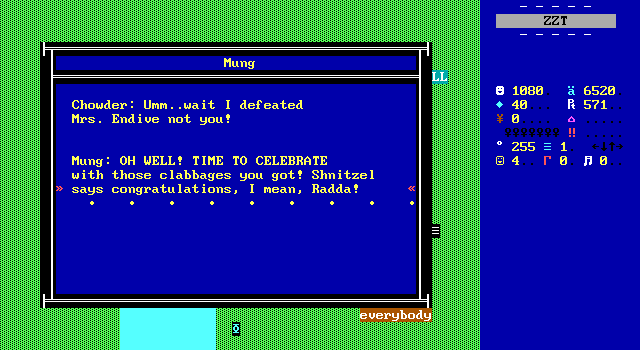 ZZT
Mung
LL
Chowder: Umm..wait I defeated
Mrs. Endive not you!
Mung: OH WELL! TIME TO CELEBRATE
with those clabbages you got! Shnitzel
» says congratulations, I mean, Radda! «
everybody
1080 ä 6520
40 R 571
¥ 0
‼
255 ≡ 1 ←↓↑→
4 0 0